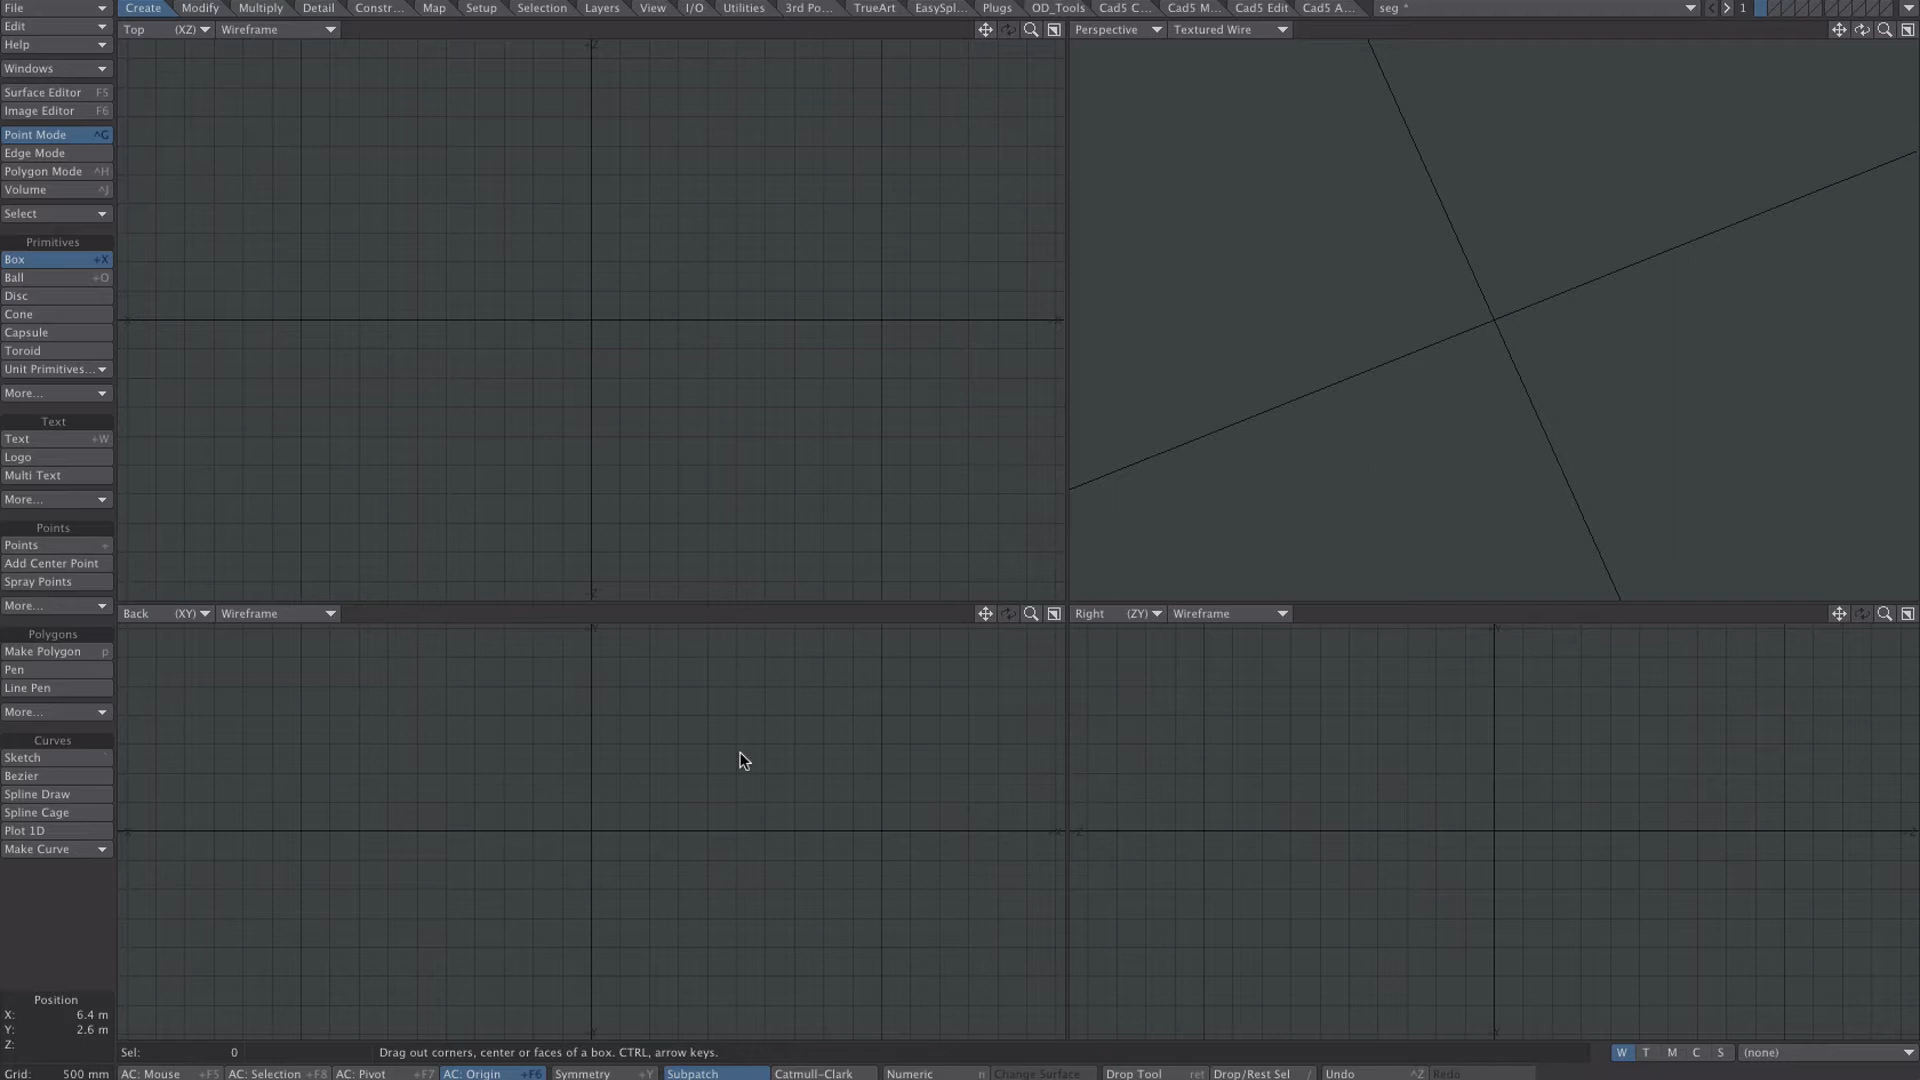 File
Create Modify Multiply Detail Constr... Map Setup Selection Layers View I/O Utilities 3rd Po... TrueArt EasySpl... Plugs OD_Tools Cad5 C... Cad5 M... Cad5 Edit Cad5 A... seg * < > 1
Edit
Help
Windows
Surface Editor F5
Image Editor F6
Point Mode ^G
Edge Mode
Polygon Mode ^H
Volume ^J
Select
Primitives
Box +X
Ball +O
Disc
Cone
Capsule
Toroid
Unit Primitives...
More...
Text
Text +W
Logo
Multi Text
More...
Points
Points +
Add Center Point
Spray Points
More...
Polygons
Make Polygon p
Pen
Line Pen
More...
Curves
Sketch `
Bezier
Spline Draw
Spline Cage
Plot 1D
Make Curve
Top (XZ) Wireframe
Perspective Textured Wire
Back (XY) Wireframe
Right (ZY) Wireframe
Position
X: 6.4 m
Y: 2.6 m
Z:
Sel: 0 Drag out corners, center or faces of a box. CTRL, arrow keys. W T M C S (none)
Grid: 500 mm AC: Mouse +F5 AC: Selection +F8 AC: Pivot +F7 AC: Origin +F6 Symmetry +Y Subpatch Catmull-Clark Numeric n Change Surface Drop Tool ret Drop/Rest Sel / Undo ^Z Redo